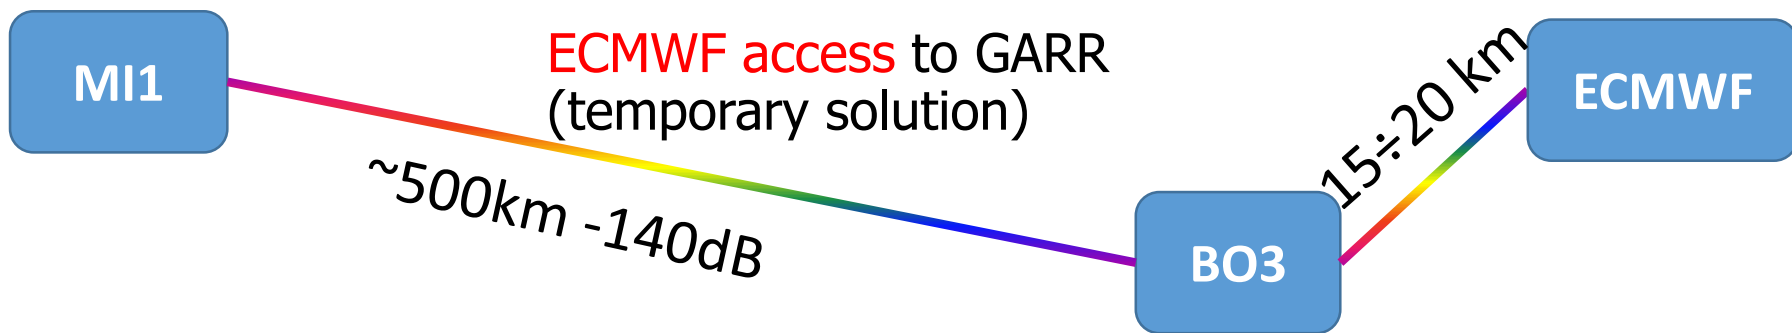 MI1
ECMWF access to GARR
(temporary solution)
~500km -140dB
15÷20 km
ECMWF
BO3